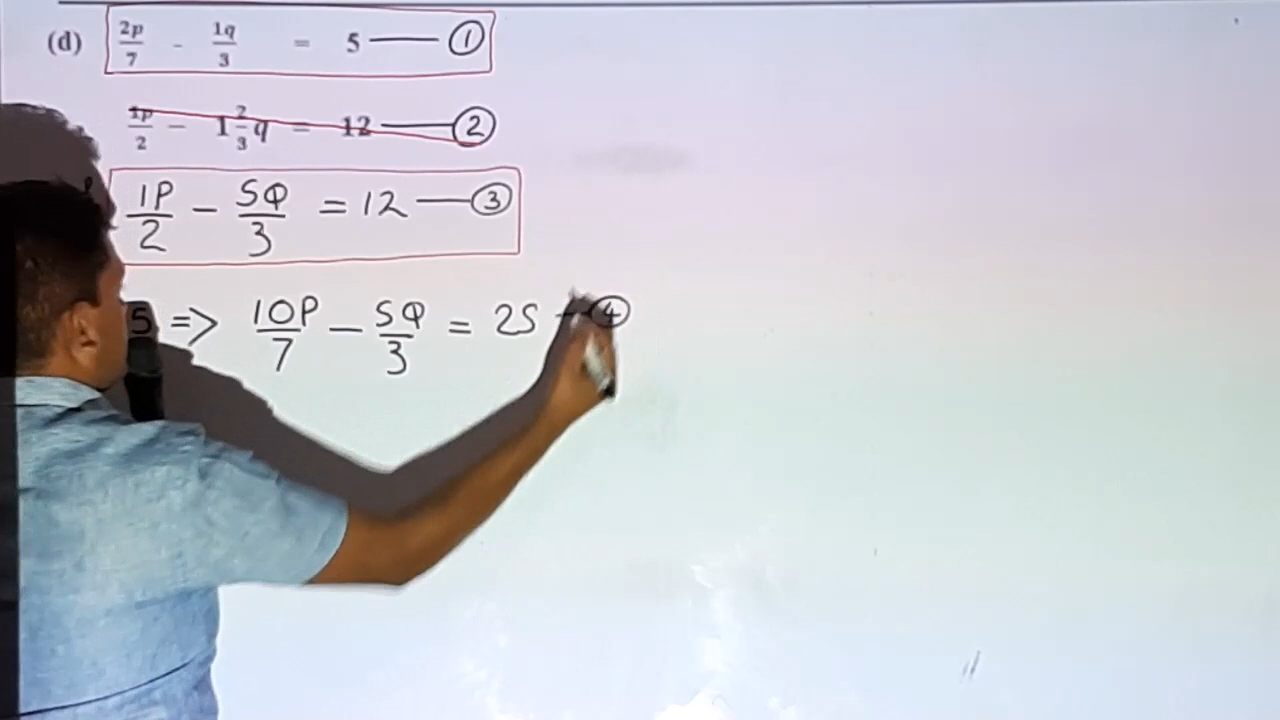 (d) 2p/7 - 1q/3 = 5 —— ①
1p/2 - 1 2/3 q = 12 —— ②
1P/2 - 5Q/3 = 12 —— ③
5 => 10P/7 - 5Q/3 = 25 - ④